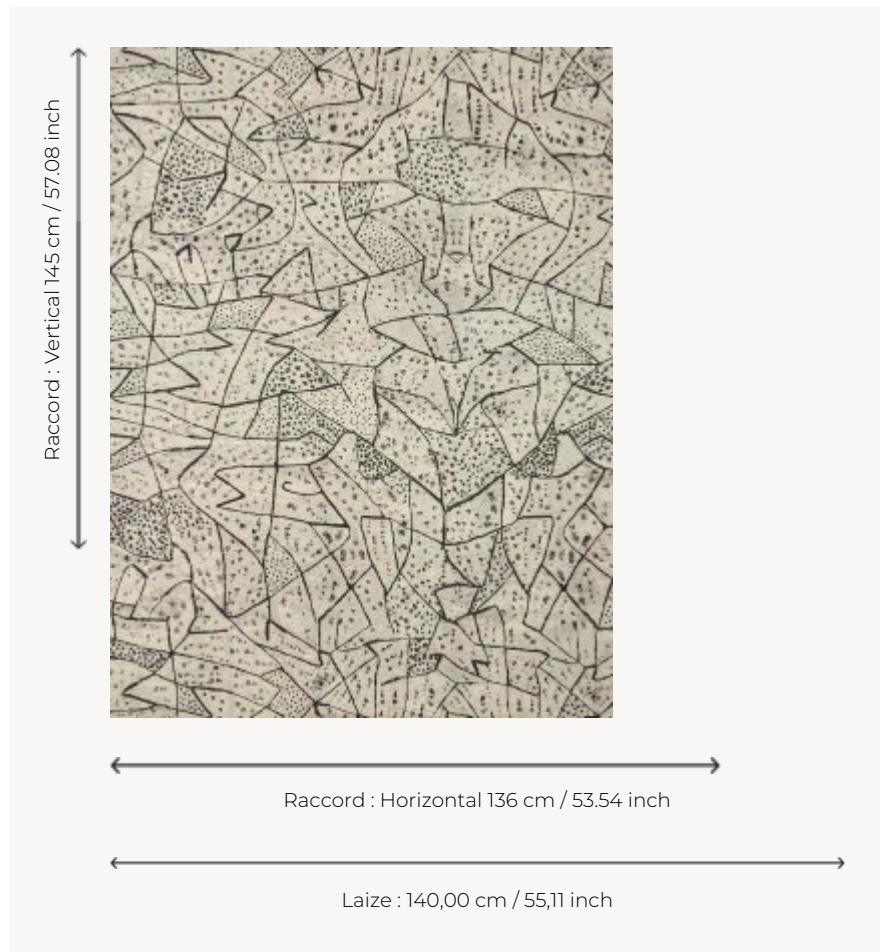 Raccord : Vertical 145 cm / 57.08 inch
Raccord : Horizontal 136 cm / 53.54 inch
Laize : 140,00 cm / 55,11 inch